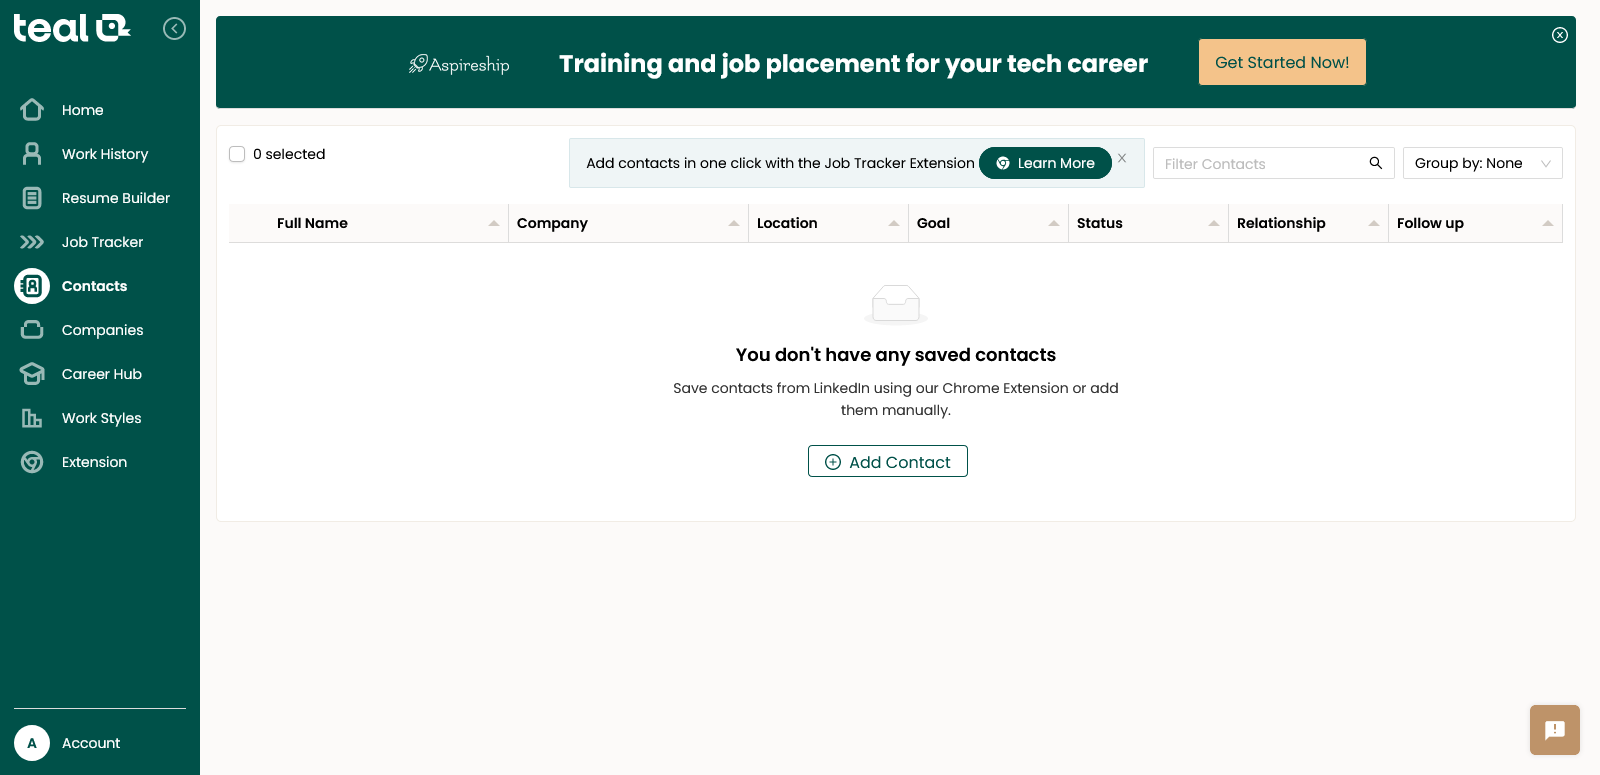 teal
Home
Work History
Resume Builder
Job Tracker
Contacts
Companies
Career Hub
Work Styles
Extension
A Account
Aspireship
Training and job placement for your tech career
Get Started Now!
0 selected
Add contacts in one click with the Job Tracker Extension Learn More X
Filter Contacts
Group by: None
Full Name Company Location Goal Status Relationship Follow up
You don't have any saved contacts
Save contacts from LinkedIn using our Chrome Extension or add
them manually.
Add Contact